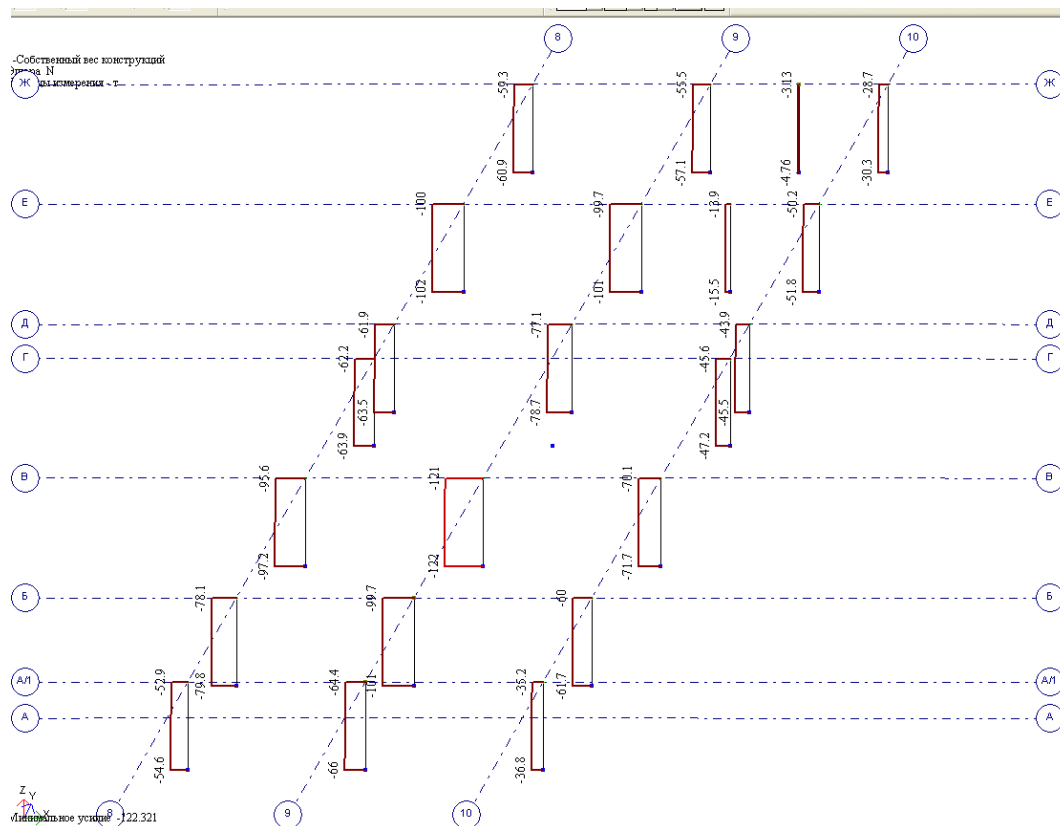 8 9 10
-Собственный вес конструкций
N
измерения - т
Ж -59.3 -55.5 -3.13 -28.7 Ж
-60.9 -57.1 -4.76 -30.3
Е -100 -99.7 -13.9 -50.2 Е
-102 -101 -15.5 -51.8
Д -61.9 -77.1 -43.9 Д
Г -62.2 -45.6 Г
-63.5 -78.7 -45.5
-63.9 -47.2
В -95.6 -121 -70.1 В
-97.2 -122 -71.7
Б -78.1 -99.7 -60 Б
А/1 -52.9 -79.8 -64.4 -101 -35.2 -61.7 А/1
А А
-54.6 -66 -36.8
Z Y X
8 9 10
Минимальное усилие -122.321